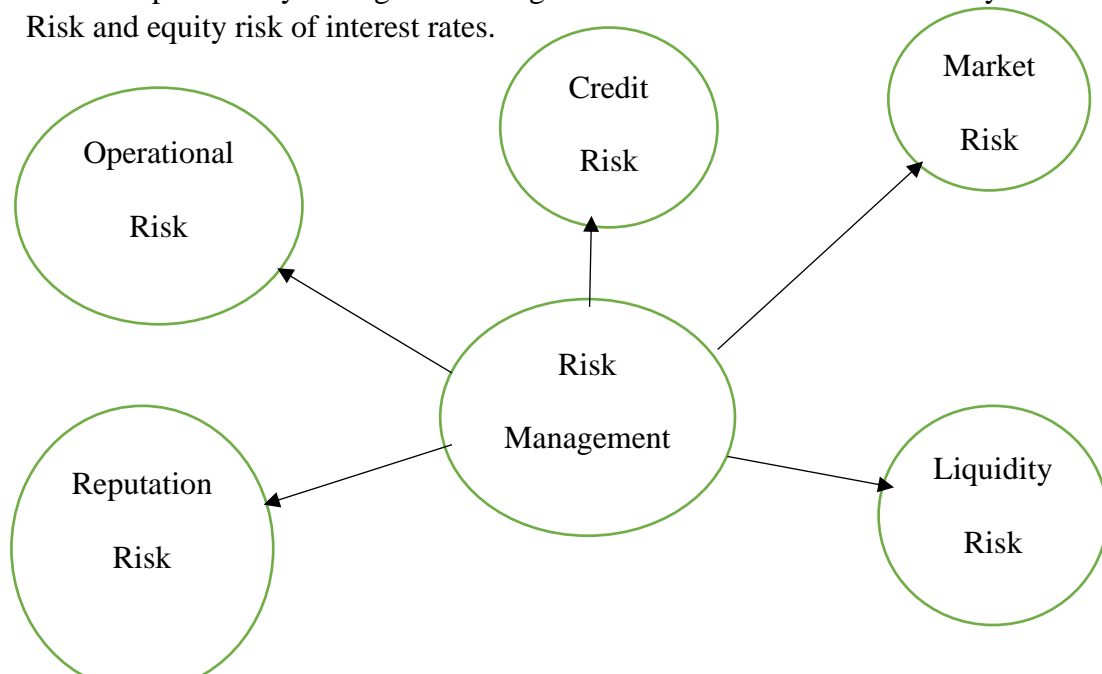 Risk and equity risk of interest rates.
Credit
Risk
Market
Risk
Operational
Risk
Risk
Management
Reputation
Risk
Liquidity
Risk